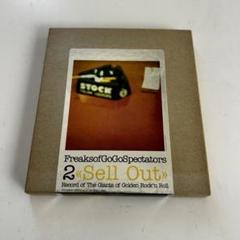 STOCK
FreaksofGoGoSpectators
2«Sell Out»
Record of The Giants of Golden Rock'n Roll